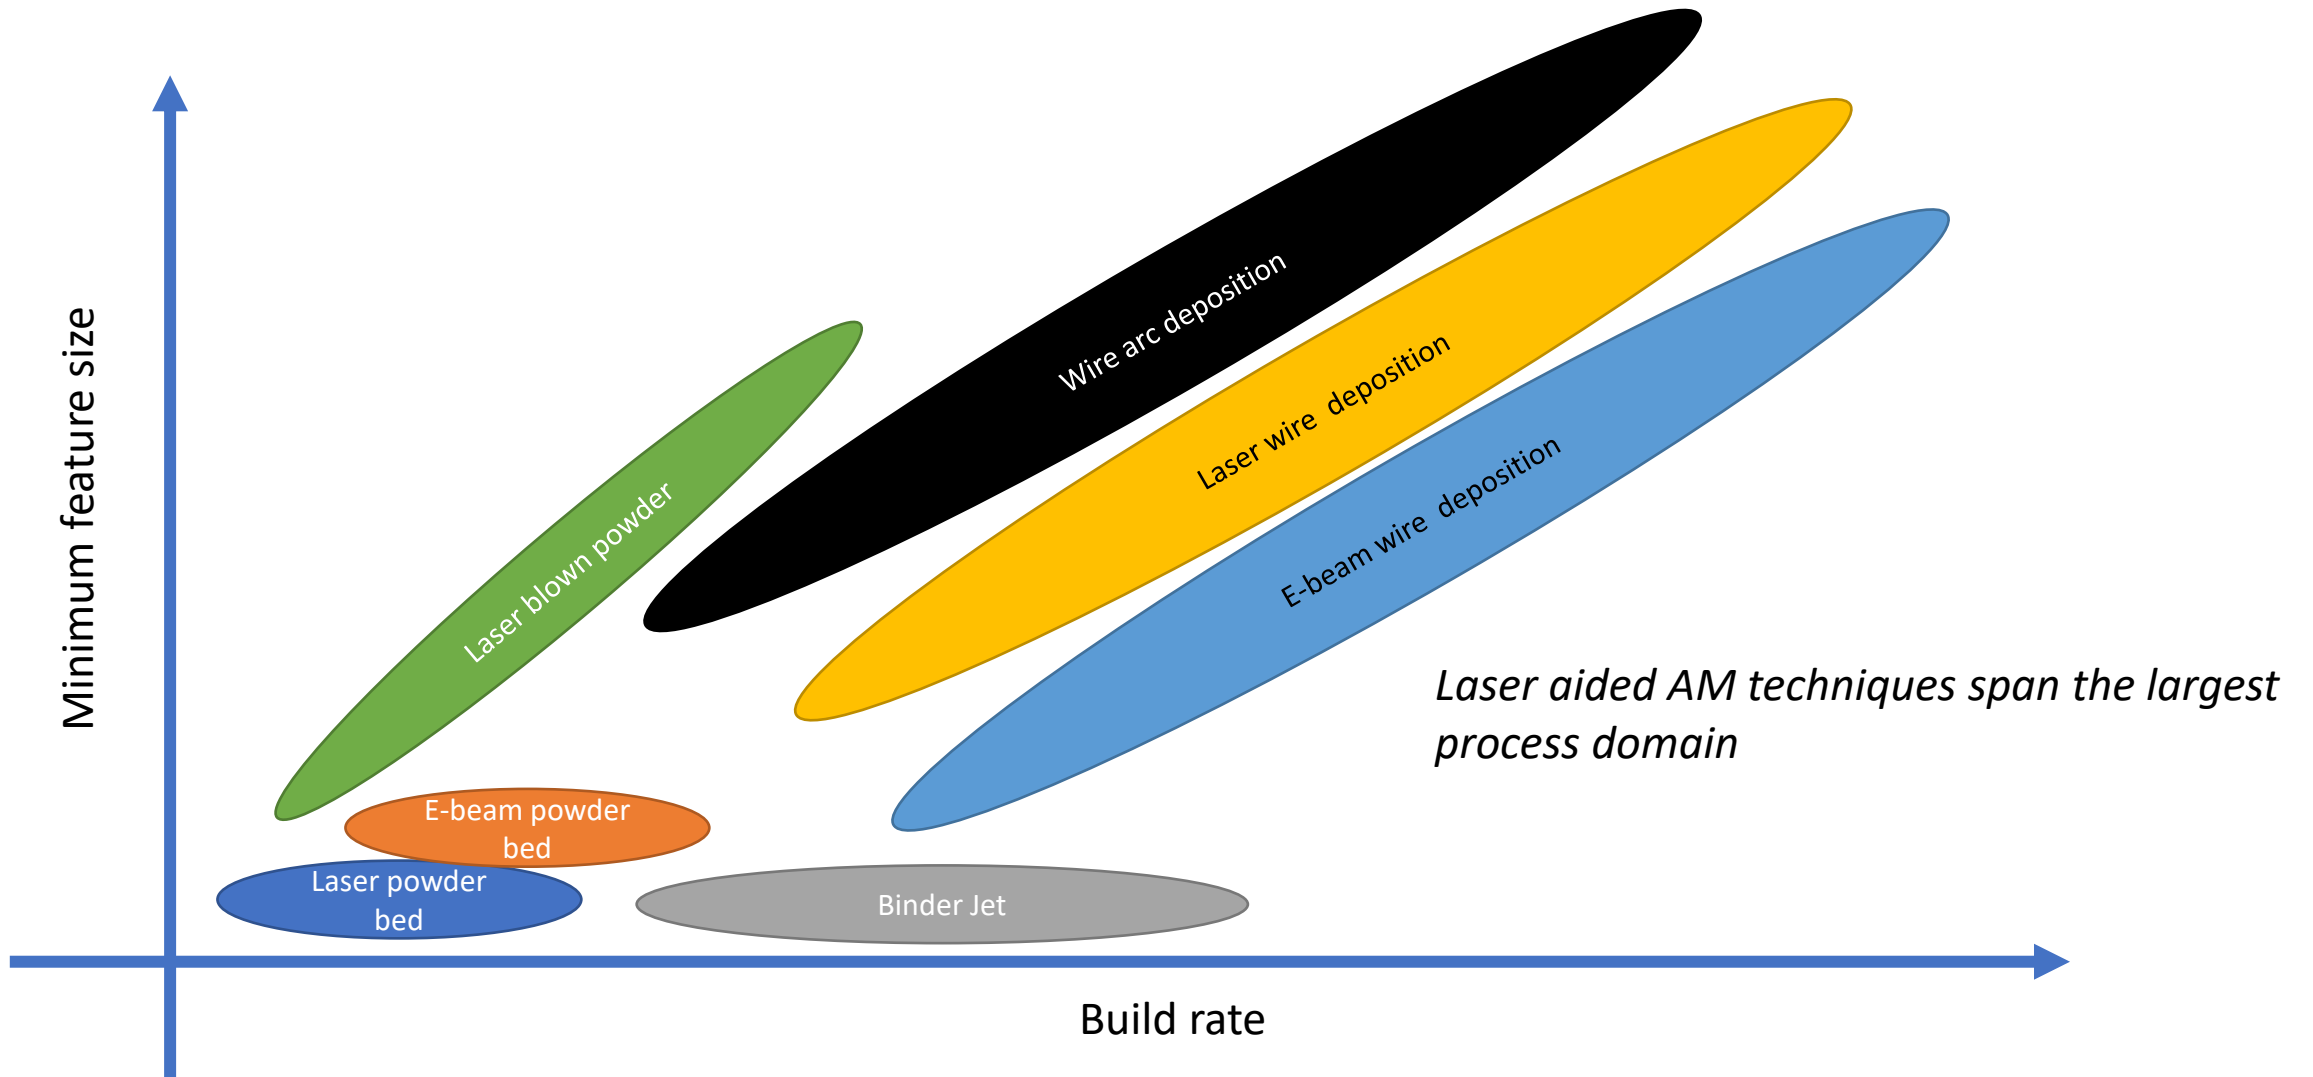 Minimum feature size
Wire arc deposition
Laser wire deposition
E-beam wire deposition
Laser blown powder
Laser aided AM techniques span the largest
process domain
E-beam powder
bed
Laser powder
bed
Binder Jet
Build rate